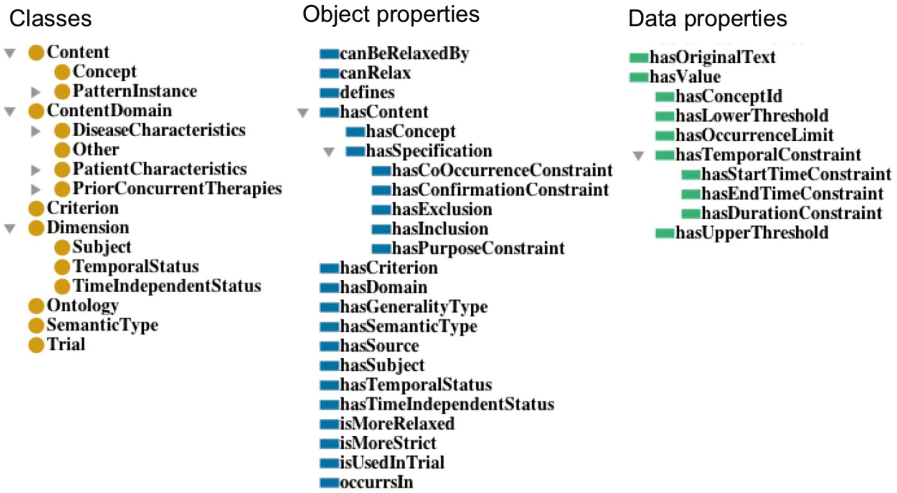 Classes
Content
Concept
PatternInstance
ContentDomain
DiseaseCharacteristics
Other
PatientCharacteristics
PriorConcurrentTherapies
Criterion
Dimension
Subject
TemporalStatus
TimeIndependentStatus
Ontology
SemanticType
Trial
Object properties
canBeRelaxedBy
canRelax
defines
hasContent
hasConcept
hasSpecification
hasCoOccurrenceConstraint
hasConfirmationConstraint
hasExclusion
hasInclusion
hasPurposeConstraint
hasCriterion
hasDomain
hasGeneralityType
hasSemanticType
hasSource
hasSubject
hasTemporalStatus
hasTimeIndependentStatus
isMoreRelaxed
isMoreStrict
isUsedInTrial
occurrsIn
Data properties
hasOriginalText
hasValue
hasConceptId
hasLowerThreshold
hasOccurrenceLimit
hasTemporalConstraint
hasStartTimeConstraint
hasEndTimeConstraint
hasDurationConstraint
hasUpperThreshold